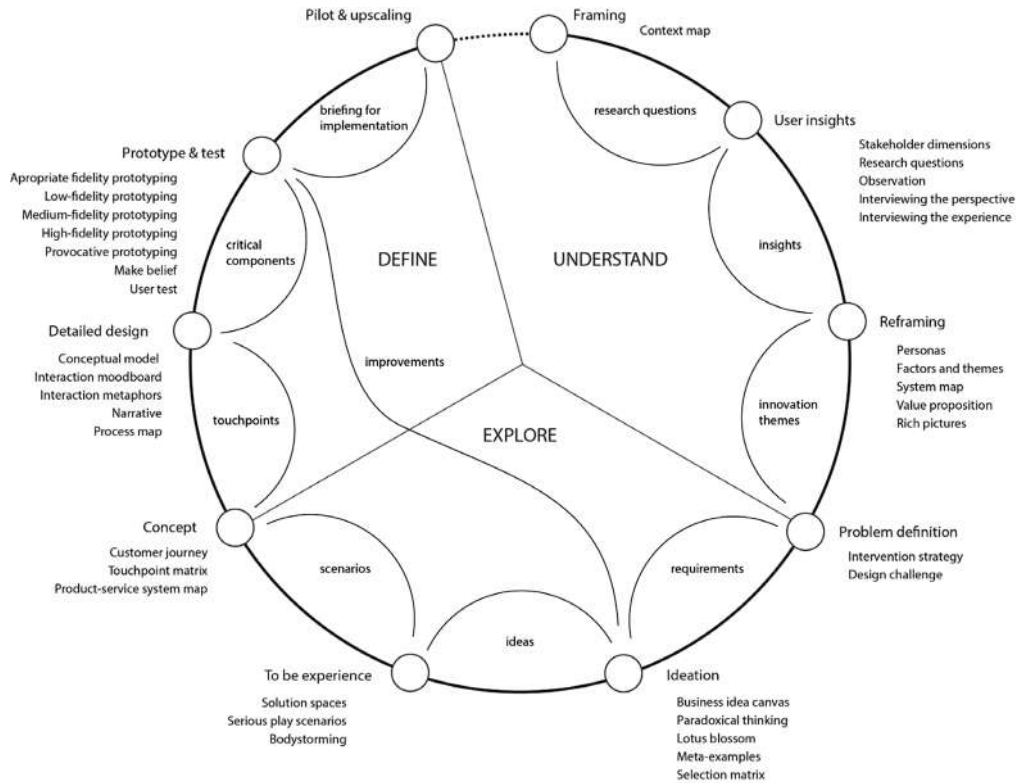 Pilot & upscaling
Framing
Context map
briefing for
implementation
research questions
User insights
Stakeholder dimensions
Research questions
Observation
Interviewing the perspective
Interviewing the experience
Prototype & test
Apropriate fidelity prototyping
Low-fidelity prototyping
Medium-fidelity prototyping
High-fidelity prototyping
Provocative prototyping
Make belief
User test
critical
components
DEFINE
UNDERSTAND
insights
Detailed design
Conceptual model
Interaction moodboard
Interaction metaphors
Narrative
Process map
improvements
Reframing
Personas
Factors and themes
System map
Value proposition
Rich pictures
touchpoints
innovation
themes
EXPLORE
Concept
Customer journey
Touchpoint matrix
Product-service system map
Problem definition
Intervention strategy
Design challenge
scenarios
requirements
ideas
To be experience
Solution spaces
Serious play scenarios
Bodystorming
Ideation
Business idea canvas
Paradoxical thinking
Lotus blossom
Meta-examples
Selection matrix